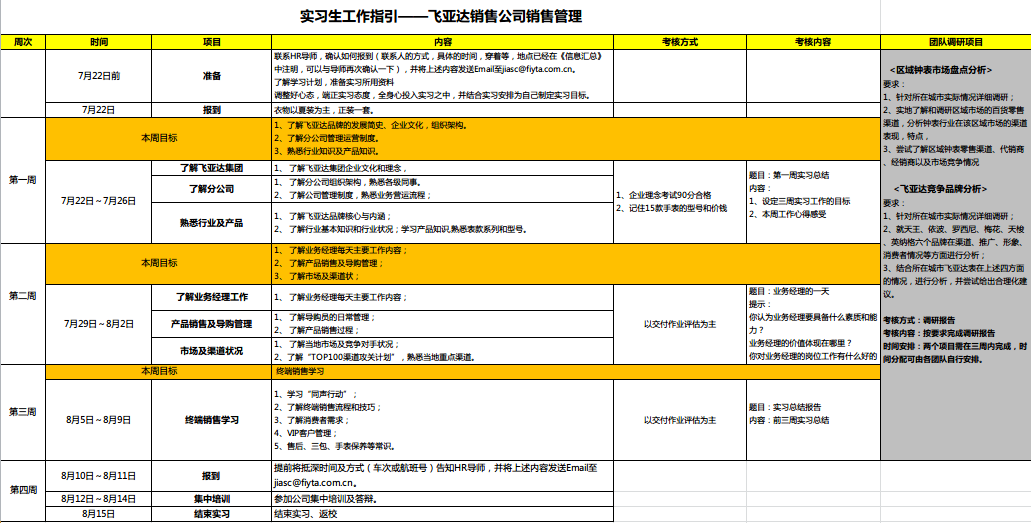 实习生工作指引——飞亚达销售公司销售管理
周次 时间 项目 内容 考核方式 考核内容 团队调研项目
7月22日前 准备
联系HR导师，确认如何报到（联系人的方式，具体的时间，穿着等，地点已经在《信息汇总》
中注明，可以与导师再次确认一下），并将上述内容发送Email至jiasc@fiyta.com.cn。
了解学习计划，准备实习所用资料
调整好心态，端正实习态度，全身心投入实习之中，并结合实习安排为自己制定实习目标。
7月22日 报到 衣物以夏装为主，正装一套。
第一周
本周目标
1、了解飞亚达品牌的发展简史、企业文化，组织架构。
2、了解分公司管理运营制度。
3、熟悉行业知识及产品知识。
7月22日～7月26日
了解飞亚达集团 1、 了解飞亚达集团企业文化和理念，
了解分公司
1、 了解分公司组织架构，熟悉各级同事。
2、 了解公司管理制度，熟悉业务营运流程；
熟悉行业及产品
1、 了解飞亚达品牌核心与内涵；
2、 了解行业基本知识和行业状况；学习产品知识,熟悉表款系列和型号。
1、企业理念考试90分合格
2、记住15款手表的型号和价钱
题目：第一周实习总结
内容：
1、设定三周实习工作的目标
2、本周工作心得感受
第二周
本周目标
1、 了解业务经理每天主要工作内容；
2、 了解产品销售及导购管理；
3、 了解市场及渠道状；
7月29日～8月2日
了解业务经理工作 1、 了解业务经理每天主要工作内容；
产品销售及导购管理
1、了解导购员的日常管理；
2、了解产品销售过程；
市场及渠道状况
1、了解当地市场及竞争对手状况；
2、了解“TOP100渠道攻关计划”，熟悉当地重点渠道。
以交付作业评估为主
题目：业务经理的一天
提示：
你认为业务经理要具备什么素质和能
力？
业务经理的价值体现在哪里？
你对业务经理的岗位工作有什么好的
第三周
本周目标 终端销售学习
8月5日～8月9日 终端销售学习
1、学习“同声行动”；
2、了解终端销售流程和技巧；
3、了解消费者需求；
4、VIP客户管理；
5、售后、三包、手表保养等常识。
以交付作业评估为主
题目：实习总结报告
内容：前三周实习总结
第四周
8月10日～8月11日 报到
提前将抵深时间及方式（车次或航班号）告知HR导师，并将上述内容发送Email至
jiasc@fiyta.com.cn。
8月12日～8月14日 集中培训 参加公司集中培训及答辩。
8月15日 结束实习 结束实习、返校
＜区域钟表市场盘点分析＞
要求：
1、针对所在城市实际情况详细调研；
2、实地了解和调研区域市场的百货零售
渠道，分析钟表行业在该区域市场的渠道
表现，特点，
3、尝试了解区域钟表零售渠道、代销商
、经销商以及市场竞争情况
＜飞亚达竞争品牌分析＞
要求：
1、针对所在城市实际情况详细调研；
2、就天王、依波、罗西尼、梅花、天梭
、英纳格六个品牌在渠道、推广、形象、
消费者情况等方面进行分析；
3、结合所在城市飞亚达表在上述四方面
的情况，进行分析，并尝试给出合理化建
议。
考核方式：调研报告
考核内容：按要求完成调研报告
时间安排：两个项目需在三周内完成，时
间分配可由各团队自行安排。